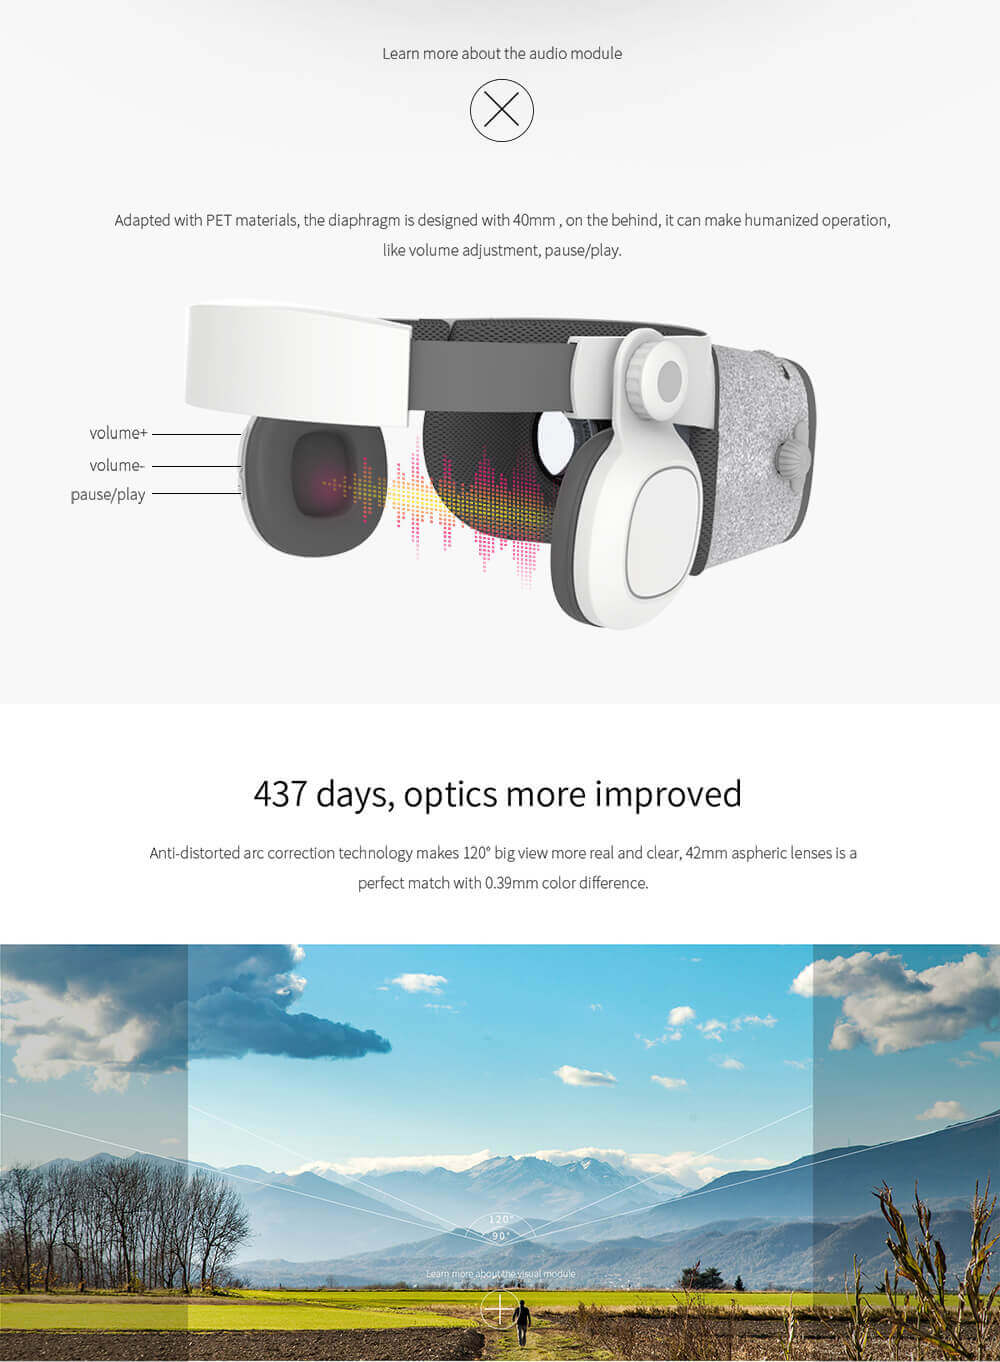 Learn more about the audio module
Adapted with PET materials, the diaphragm is designed with 40mm , on the behind, it can make humanized operation,
like volume adjustment, pause/play.
volume+
volume-
pause/play
437 days, optics more improved
Anti-distorted arc correction technology makes 120° big view more real and clear, 42mm aspheric lenses is a
perfect match with 0.39mm color difference.
120°
90°
Learn more about the visual module